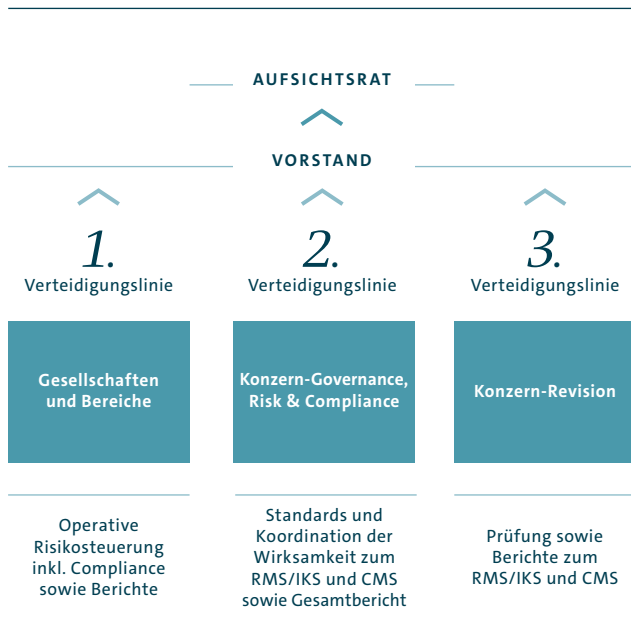 AUFSICHTSRAT
VORSTAND
1.
Verteidigungslinie
2.
Verteidigungslinie
3.
Verteidigungslinie
Gesellschaften
und Bereiche
Konzern-Governance,
Risk & Compliance
Konzern-Revision
Operative
Risikosteuerung
inkl. Compliance
sowie Berichte
Standards und
Koordination der
Wirksamkeit zum
RMS/IKS und CMS
sowie Gesamtbericht
Prüfung sowie
Berichte zum
RMS/IKS und CMS